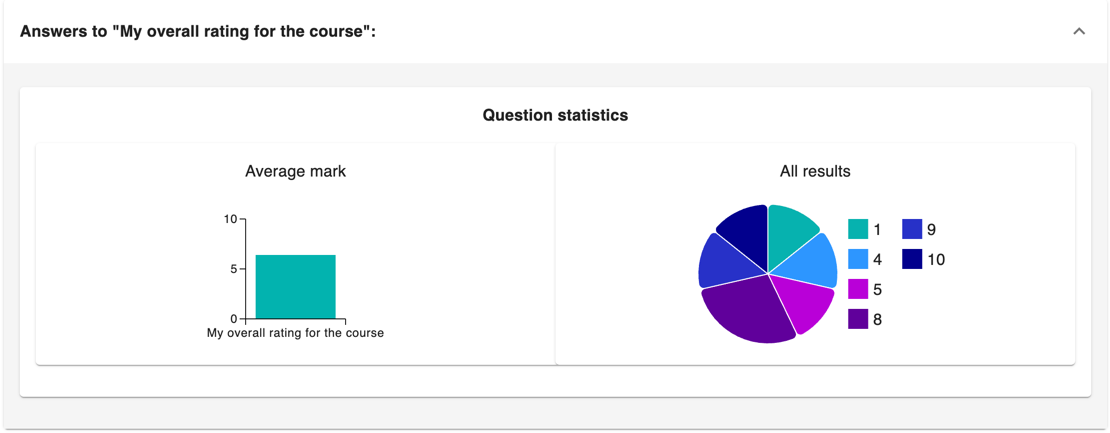 Answers to "My overall rating for the course":
Question statistics
Average mark
10
5
0
My overall rating for the course
All results
1
9
4
10
5
8